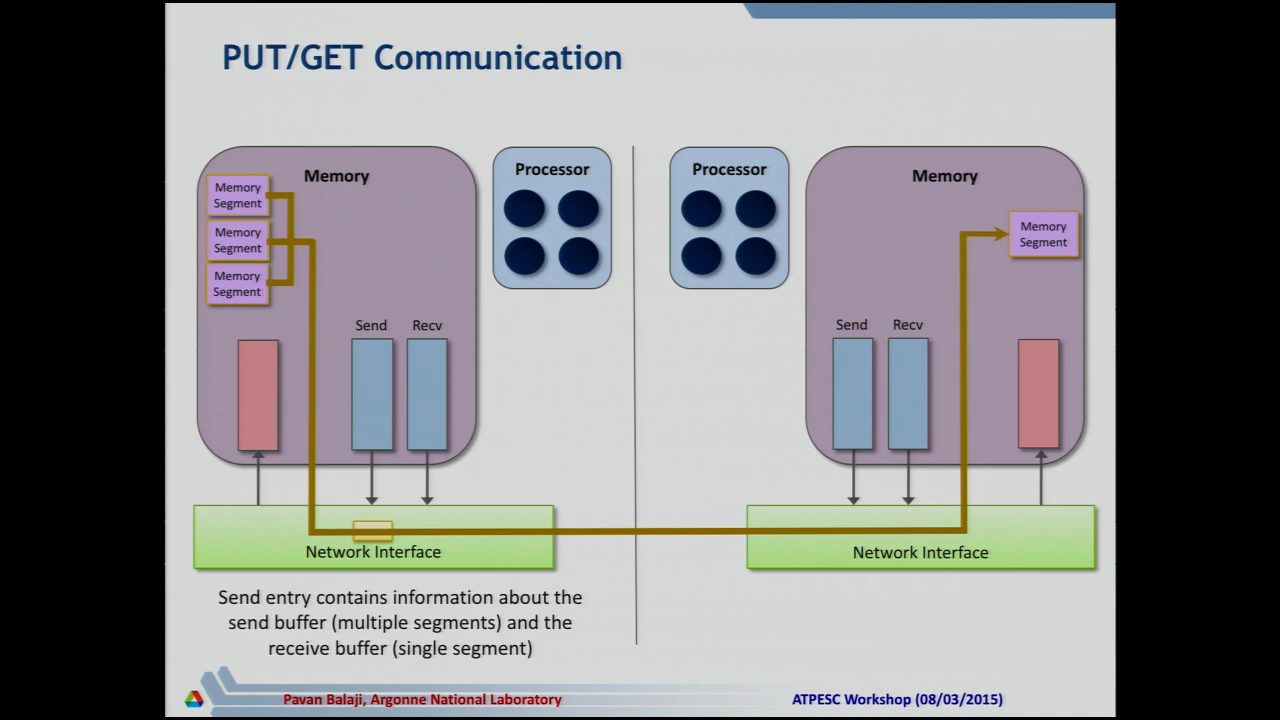 PUT/GET Communication
Memory
Memory
Segment
Memory
Segment
Memory
Segment
Processor
Send
Recv
Network Interface
Processor
Memory
Memory
Segment
Send
Recv
Network Interface
Send entry contains information about the
send buffer (multiple segments) and the
receive buffer (single segment)
Pavan Balaji, Argonne National Laboratory
ATPESC Workshop (08/03/2015)